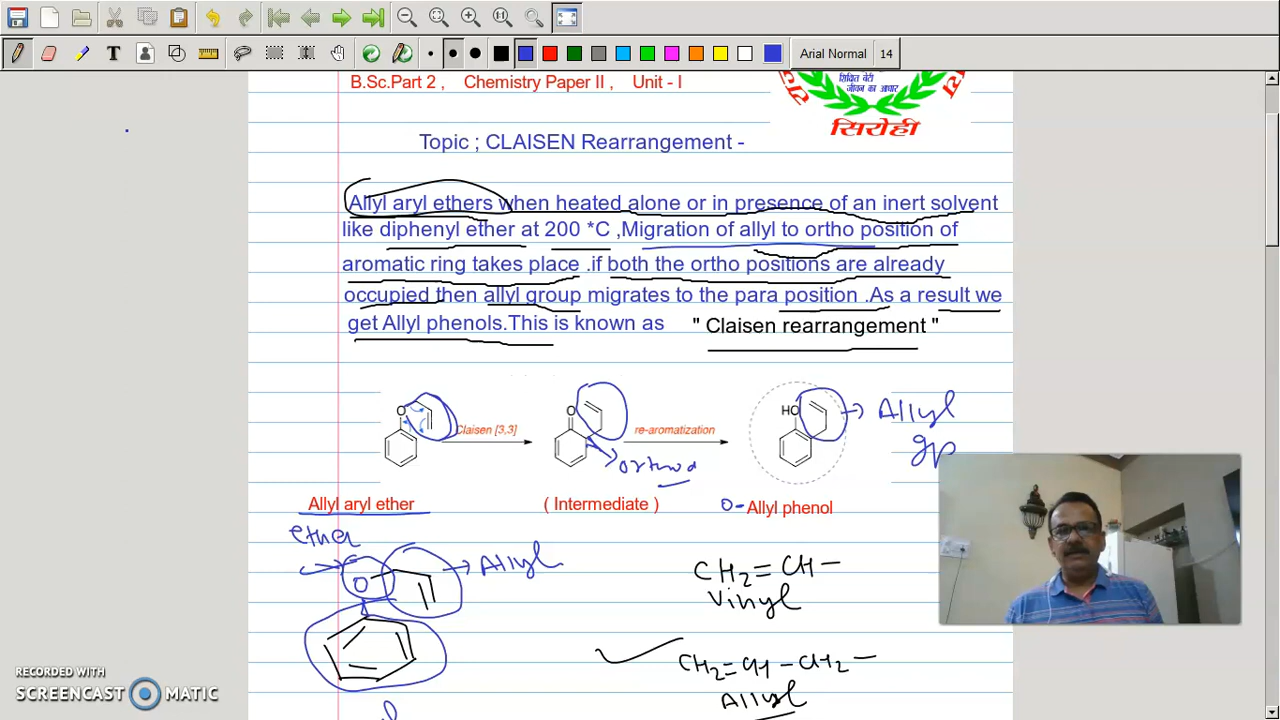 Arial Normal 14
B.Sc.Part 2 , Chemistry Paper II , Unit - I
शिक्षित बेटी
जीवन का आधार
सिरोही
Topic ; CLAISEN Rearrangement -
Allyl aryl ethers when heated alone or in presence of an inert solvent
like diphenyl ether at 200 *C ,Migration of allyl to ortho position of
aromatic ring takes place .if both the ortho positions are already
occupied then allyl group migrates to the para position .As a result we
get Allyl phenols.This is known as " Claisen rearrangement "
O
O
HO
Allyl
gp
Claisen [3,3]
re-aromatization
Allyl aryl ether
( Intermediate )
o- Allyl phenol
ether
O
Allyl
CH2=CH-
Vinyl
CH2=CH-CH2-
Allyl
RECORDED WITH
SCREENCAST MATIC